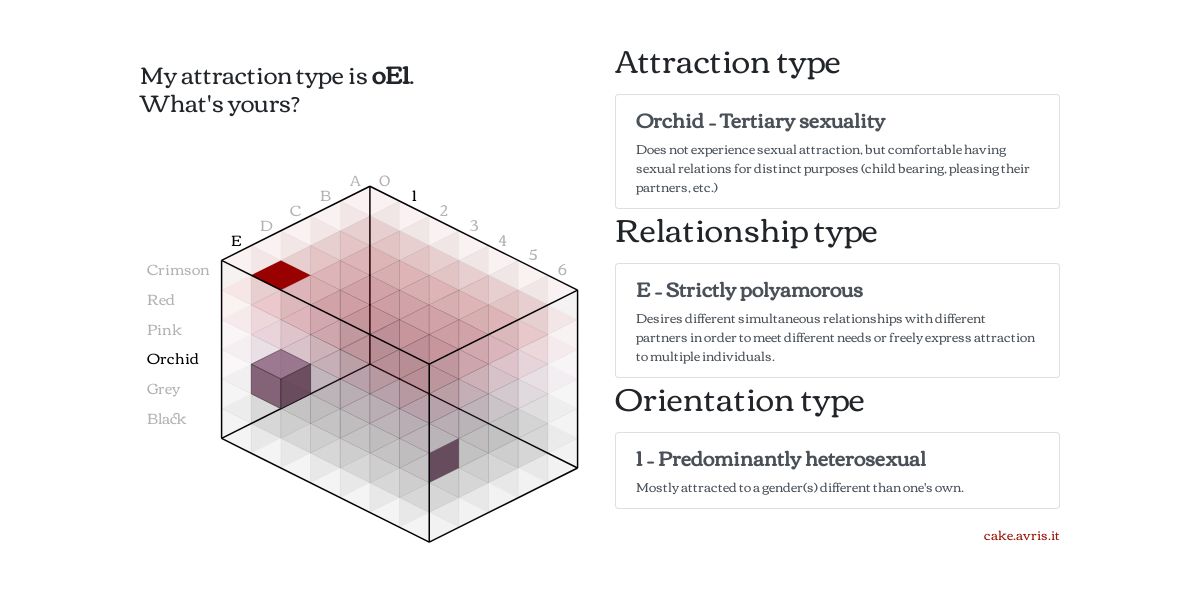 My attraction type is oE1.
What's yours?
A O
B 1
C 2
D 3
E 4
5
6
Crimson
Red
Pink
Orchid
Grey
Black
Attraction type
Orchid – Tertiary sexuality
Does not experience sexual attraction, but comfortable having
sexual relations for distinct purposes (child bearing, pleasing their
partners, etc.)
Relationship type
E – Strictly polyamorous
Desires different simultaneous relationships with different
partners in order to meet different needs or freely express attraction
to multiple individuals.
Orientation type
1 – Predominantly heterosexual
Mostly attracted to a gender(s) different than one's own.
cake.avris.it